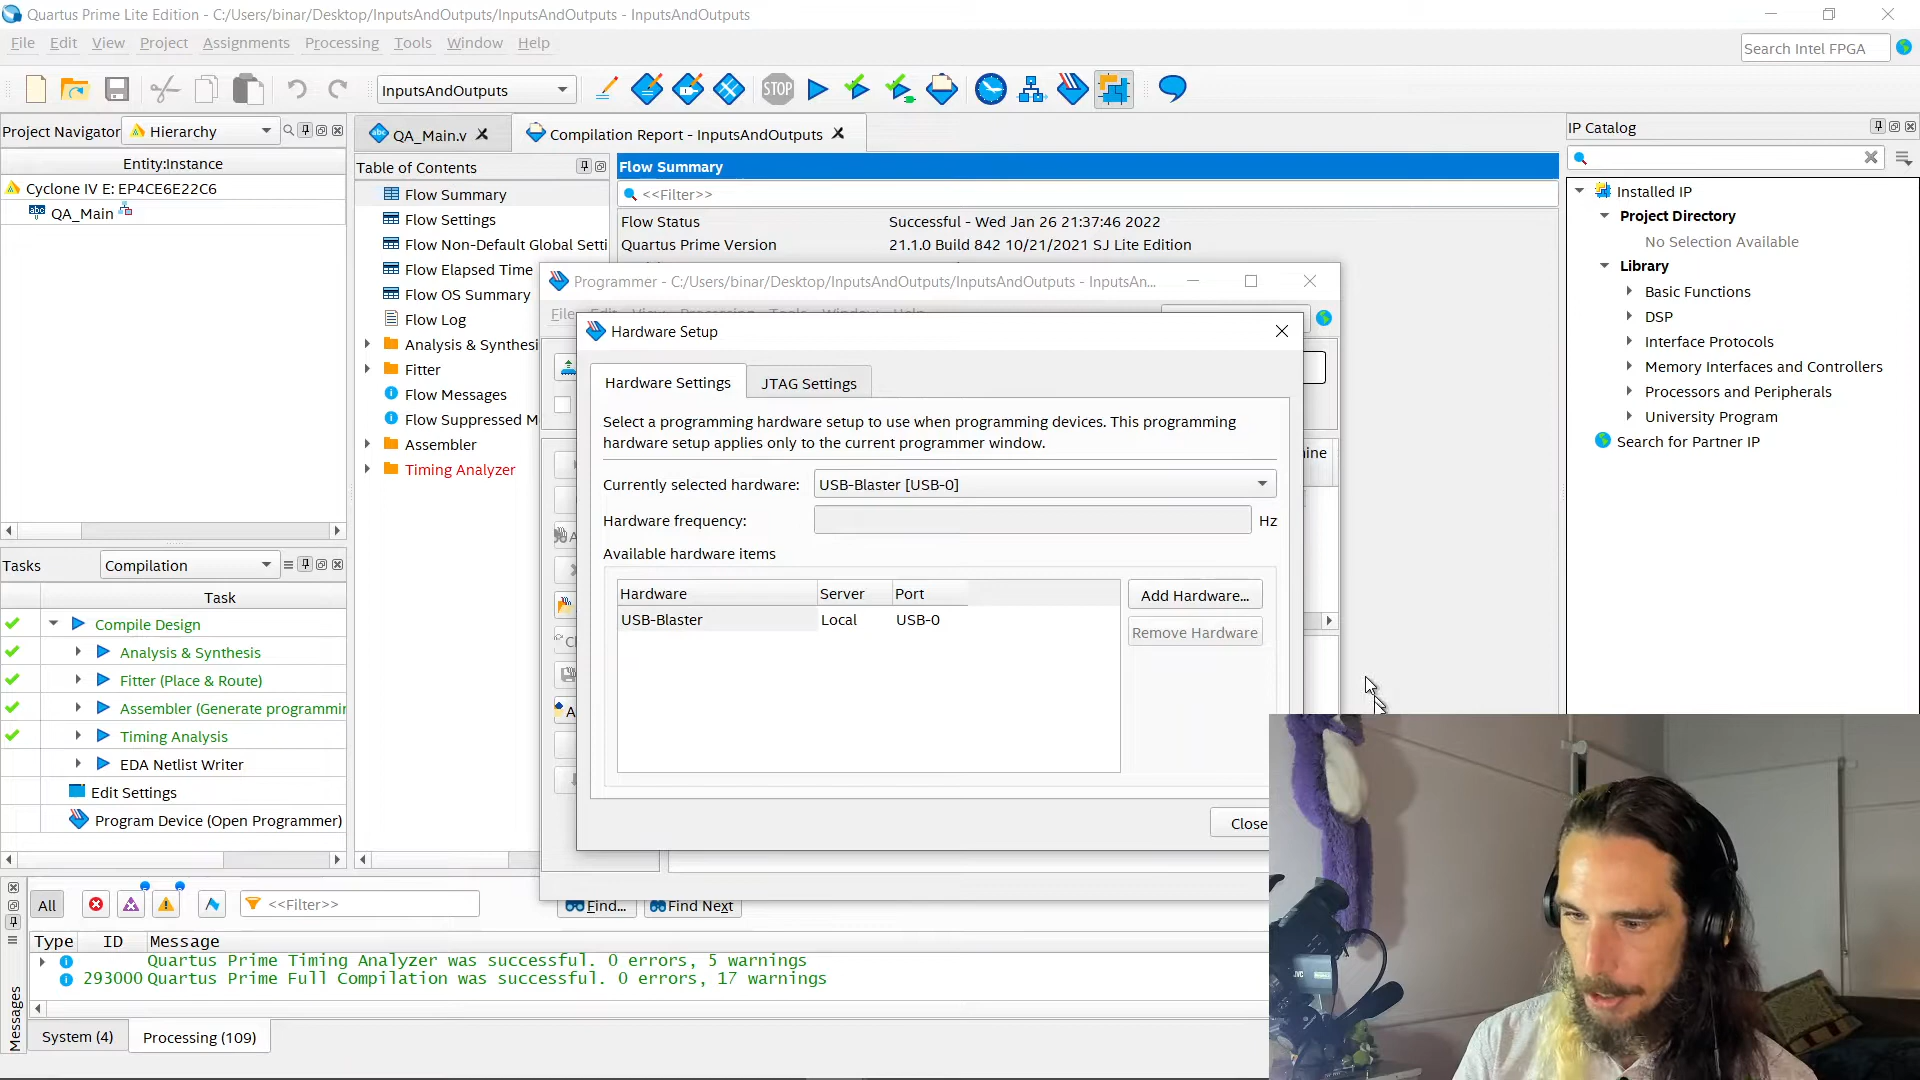 Quartus Prime Lite Edition - C:/Users/binar/Desktop/InputsAndOutputs/InputsAndOutputs - InputsAndOutputs
File Edit View Project Assignments Processing Tools Window Help
Search Intel FPGA
InputsAndOutputs
STOP
Project Navigator
Hierarchy
Entity:Instance
Cyclone IV E: EP4CE6E22C6
abc QA_Main
abc QA_Main.v
Compilation Report - InputsAndOutputs
Table of Contents
Flow Summary
Flow Settings
Flow Non-Default Global Setti
Flow Elapsed Time
Flow OS Summary
Flow Log
Analysis & Synthesi
Fitter
Flow Messages
Flow Suppressed M
Assembler
Timing Analyzer
Flow Summary
<<Filter>>
Flow Status Successful - Wed Jan 26 21:37:46 2022
Quartus Prime Version 21.1.0 Build 842 10/21/2021 SJ Lite Edition
Programmer - C:/Users/binar/Desktop/InputsAndOutputs/InputsAndOutputs - InputsAn...
File Edit View Processing Tools Window Help
Hardware Setup
Hardware Settings
JTAG Settings
Select a programming hardware setup to use when programming devices. This programming
hardware setup applies only to the current programmer window.
Currently selected hardware: USB-Blaster [USB-0]
Hardware frequency: Hz
Available hardware items
Hardware Server Port
USB-Blaster Local USB-0
Add Hardware...
Remove Hardware
Close
IP Catalog
Installed IP
Project Directory
No Selection Available
Library
Basic Functions
DSP
Interface Protocols
Memory Interfaces and Controllers
Processors and Peripherals
University Program
Search for Partner IP
Tasks
Compilation
Task
Compile Design
Analysis & Synthesis
Fitter (Place & Route)
Assembler (Generate programmin
Timing Analysis
EDA Netlist Writer
Edit Settings
Program Device (Open Programmer)
All
<<Filter>>
Find...
Find Next
Type ID Message
Quartus Prime Timing Analyzer was successful. 0 errors, 5 warnings
293000 Quartus Prime Full Compilation was successful. 0 errors, 17 warnings
Messages
System (4)
Processing (109)
JVC